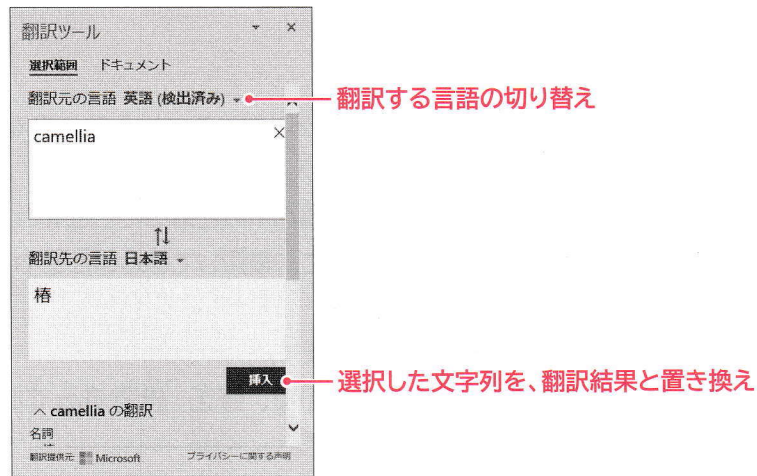 翻訳ツール
選択範囲 ドキュメント
翻訳元の言語 英語 (検出済み)
翻訳する言語の切り替え
camellia
翻訳先の言語 日本語
椿
挿入
選択した文字列を、翻訳結果と置き換え
camellia の翻訳
名詞
翻訳提供元 Microsoft プライバシーに関する声明